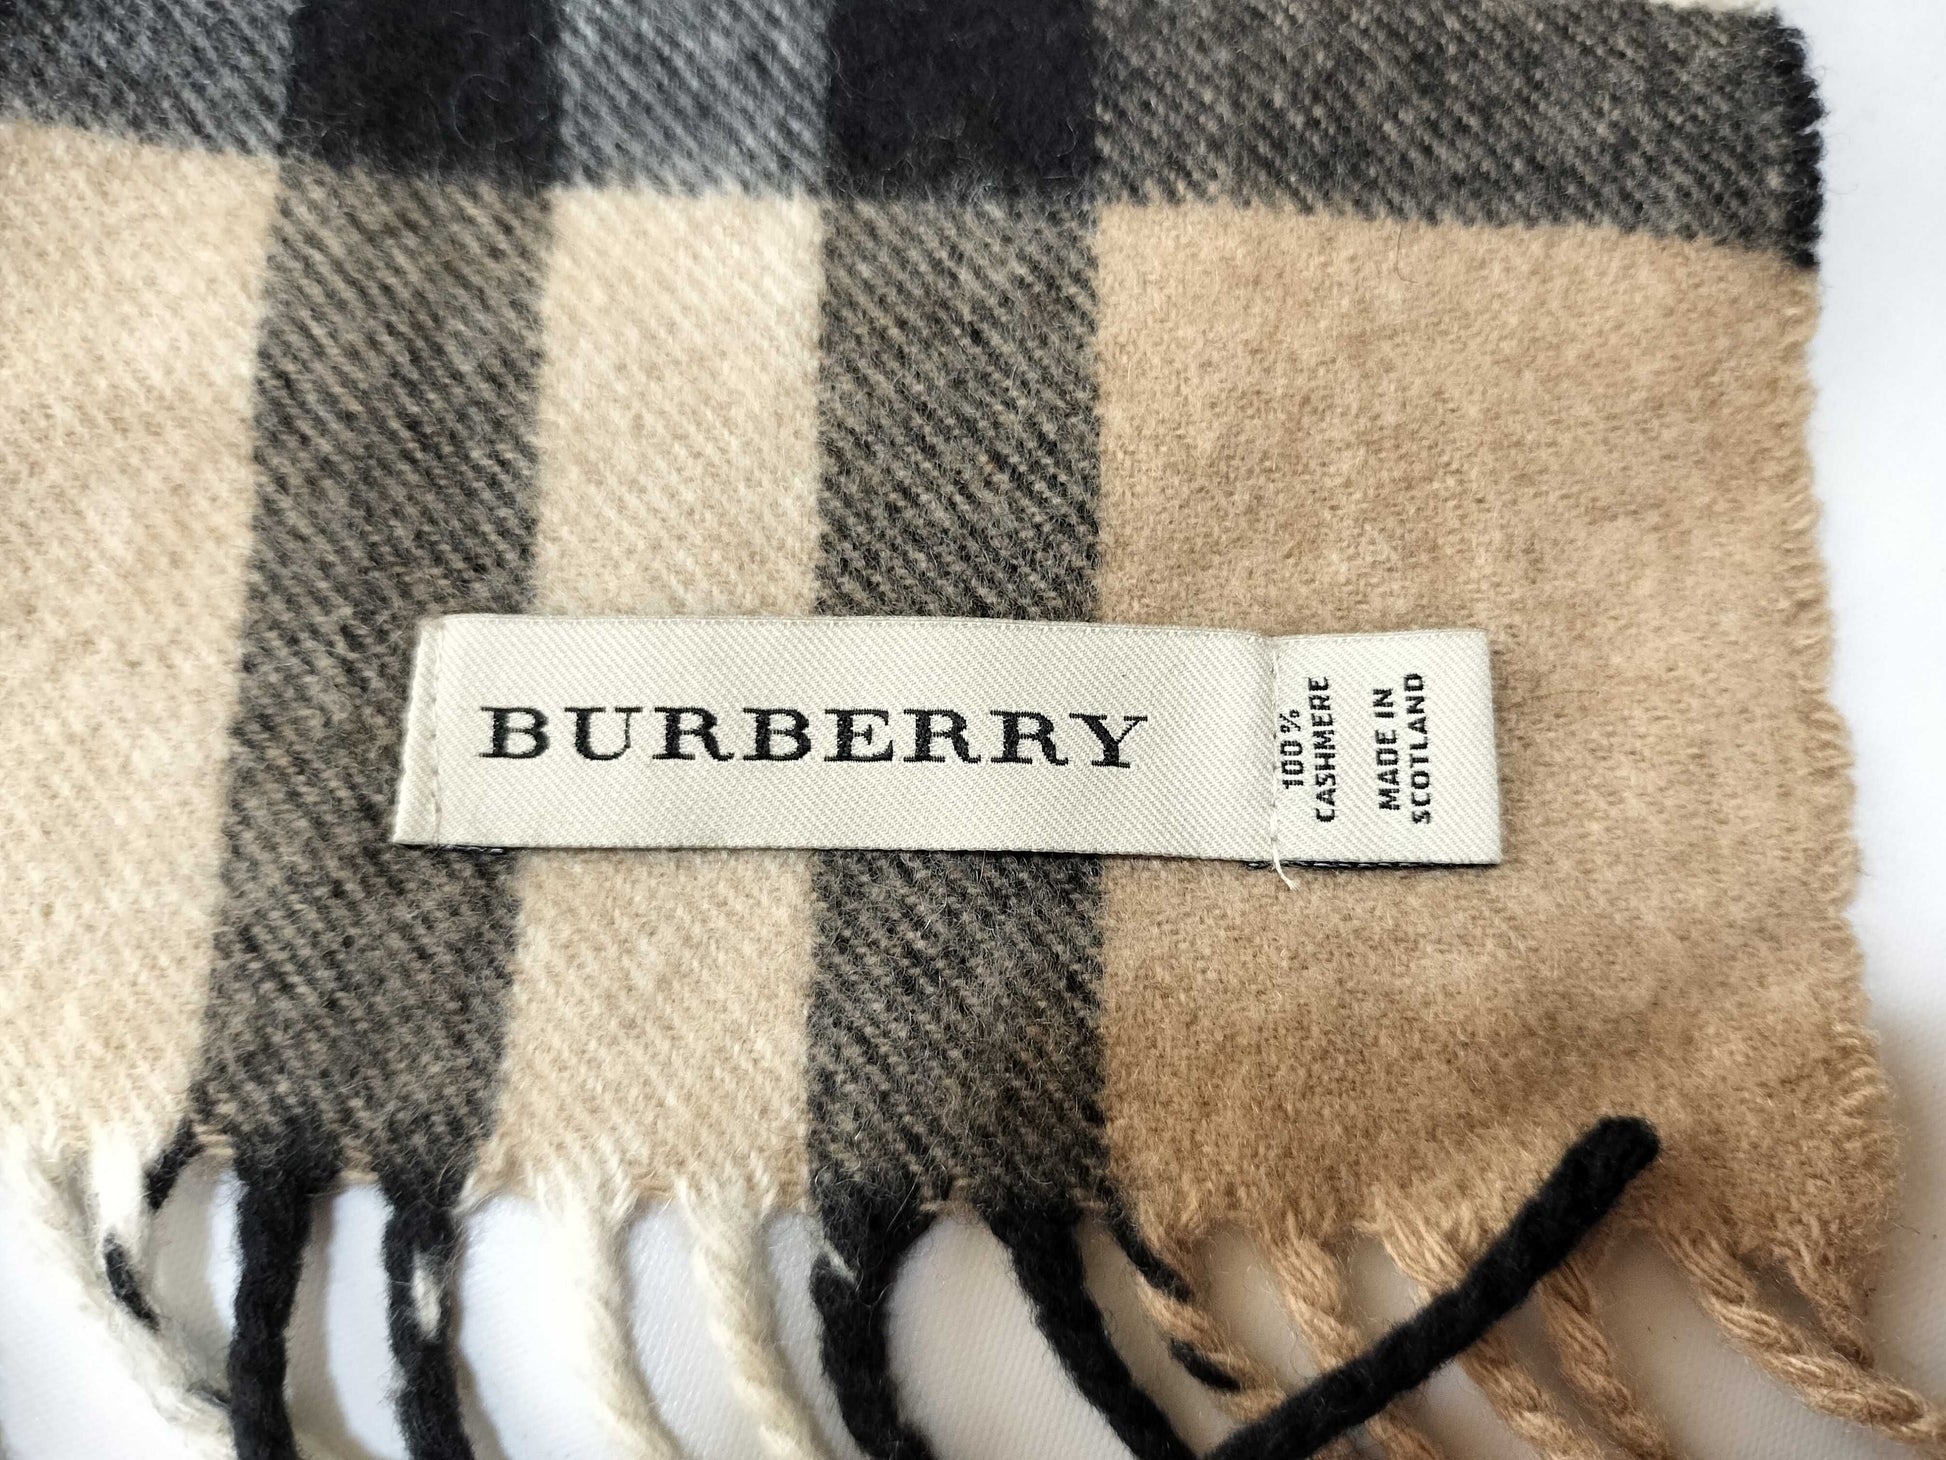 BURBERRY
100%
CASHMERE
MADE IN
SCOTLAND